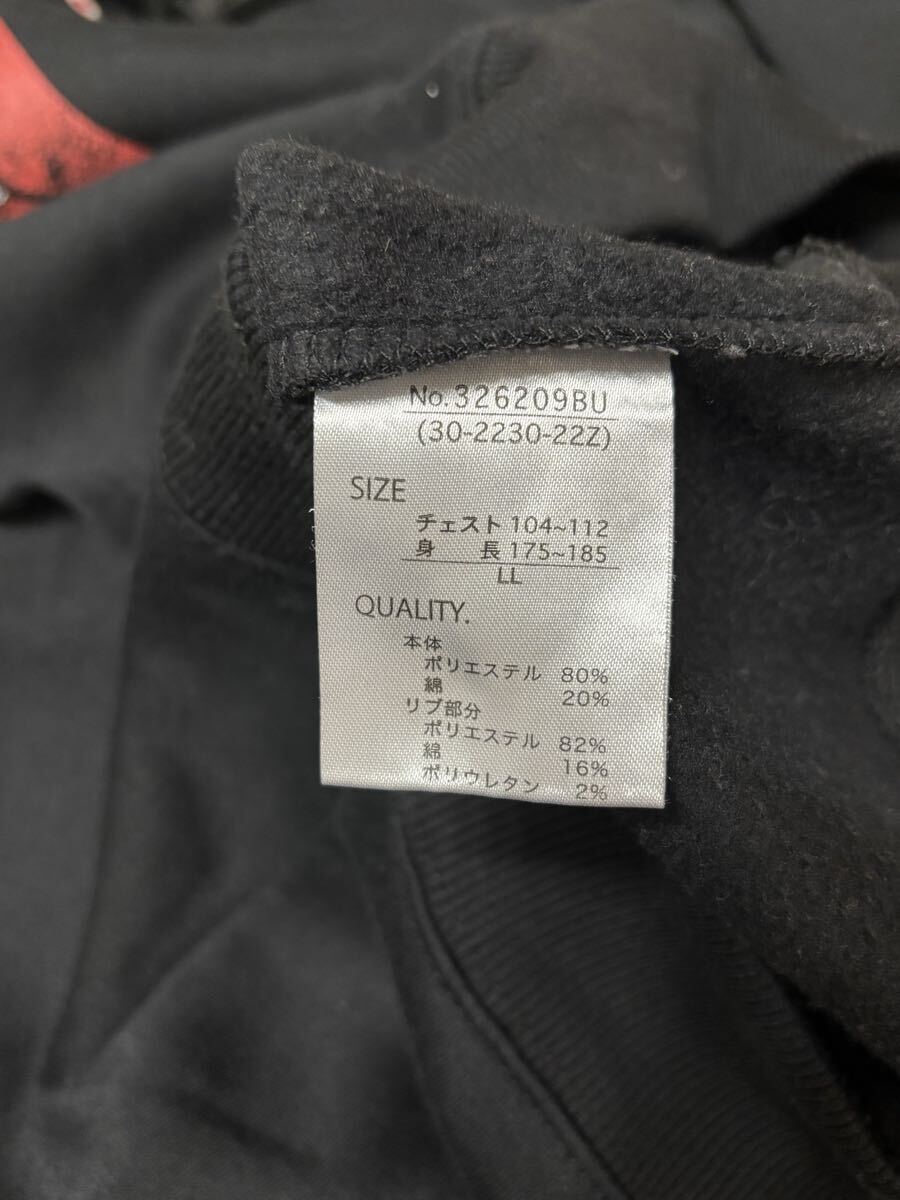 No.326209BU
(30-2230-22Z)
SIZE
チェスト 104~112
身 長 175~185
LL
QUALITY.
本体
ポリエステル 80%
綿 20%
リブ部分
ポリエステル 82%
綿 16%
ポリウレタン 2%